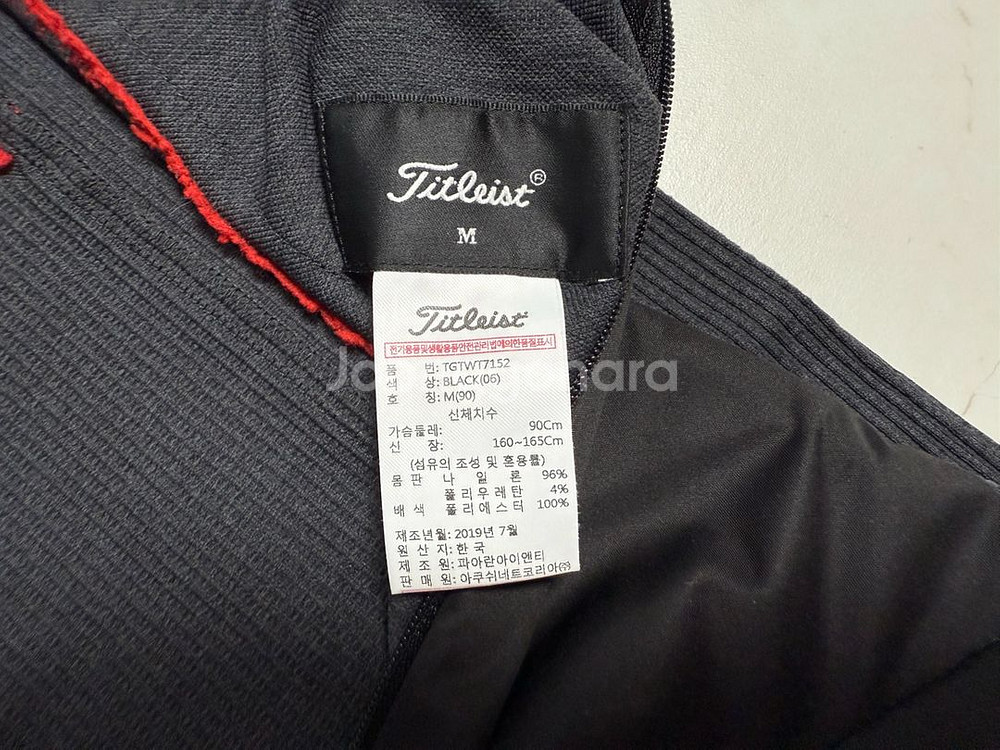 Titleist®
M
Titleist
전기용품및생활용품안전관리법에의한품질표시
품 번: TGTWT7152
색 상: BLACK(06)
호 칭: M(90)
신체치수
가슴둘레: 90Cm
신 장: 160~165Cm
(섬유의 조성 및 혼용률)
몸판 나 일 론 96%
폴리우레탄 4%
배색 폴리에스터 100%
제조년월: 2019년 7월
원 산 지: 한 국
제 조 원: 파아란아이엔티
판 매 원: 아쿠쉬네트코리아㈜
Joonggonara